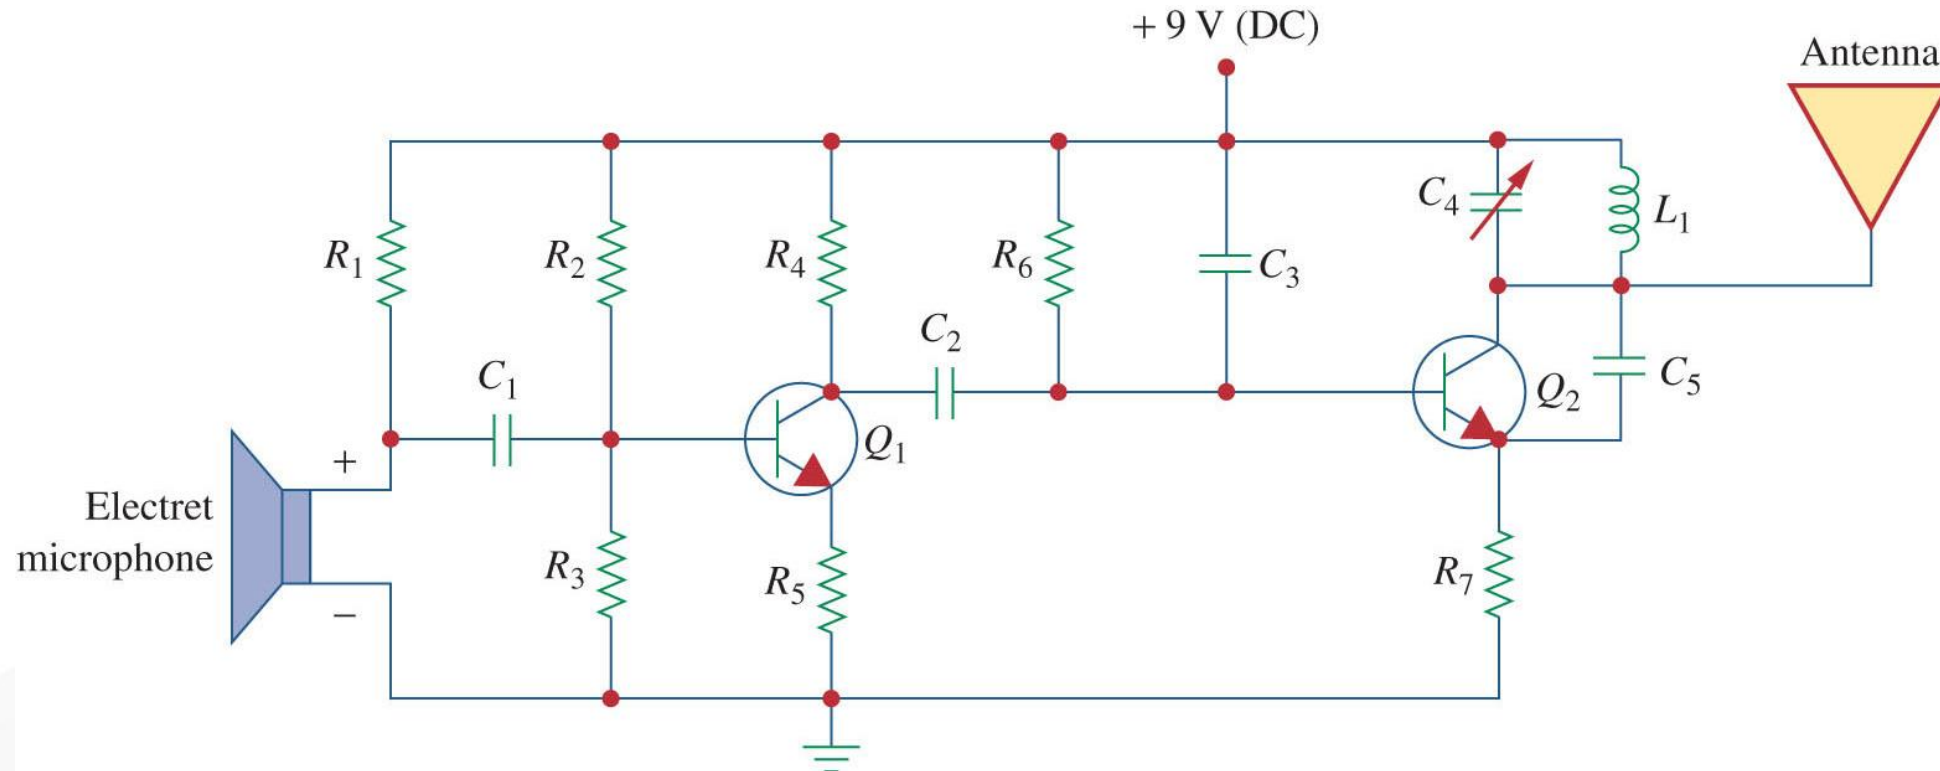 + 9 V (DC)
Antenna
C4
L1
R1
R2
R4
R6
C3
C2
C1
C5
Q2
Q1
+
Electret
microphone
−
R3
R5
R7